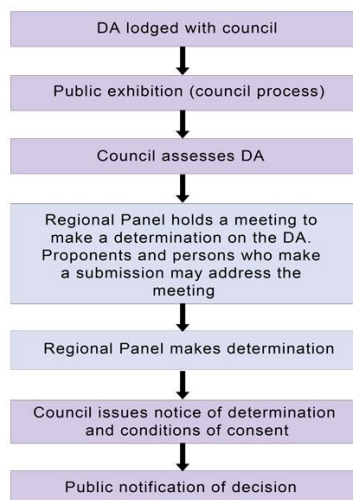 DA lodged with council
Public exhibition (council process)
Council assesses DA
Regional Panel holds a meeting to
make a determination on the DA.
Proponents and persons who make
a submission may address the
meeting
Regional Panel makes determination
Council issues notice of determination
and conditions of consent
Public notification of decision